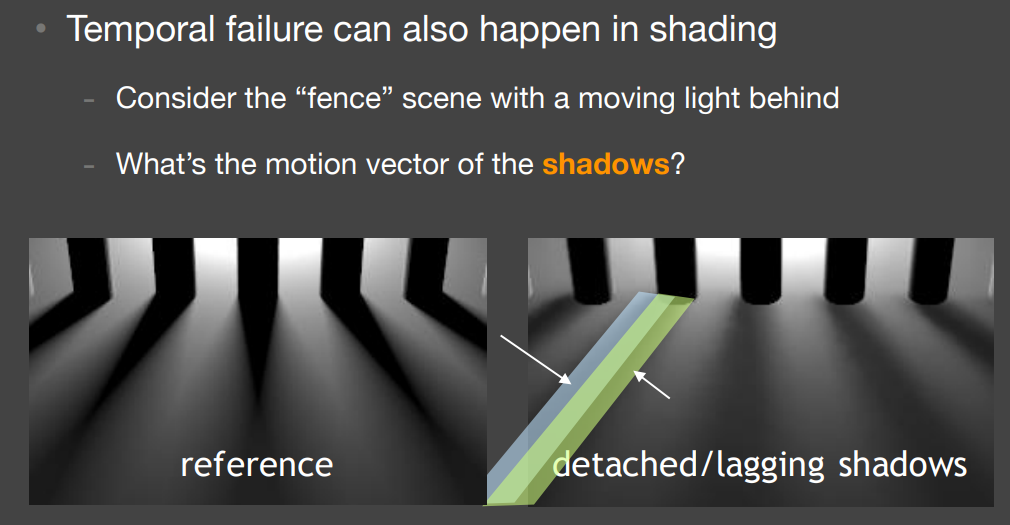 • Temporal failure can also happen in shading
- Consider the “fence” scene with a moving light behind
- What’s the motion vector of the shadows?
reference
detached/lagging shadows